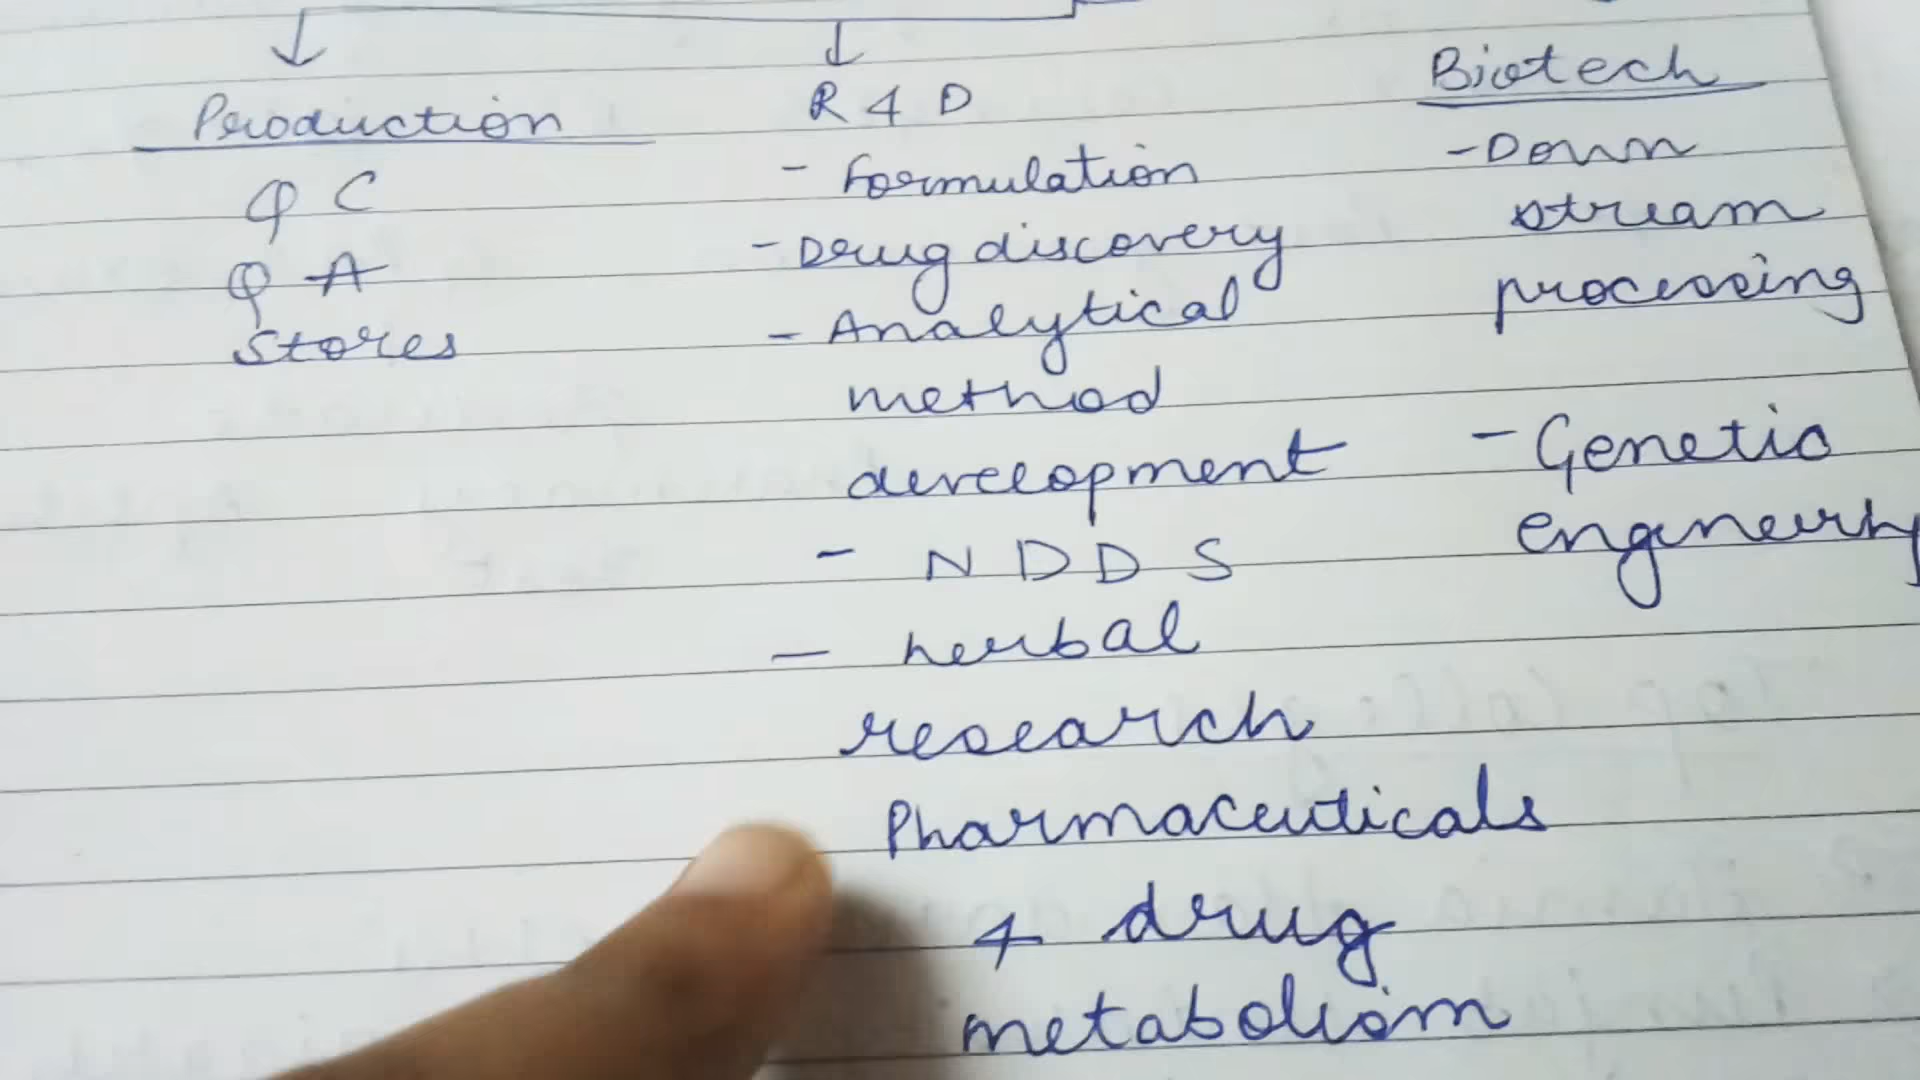 Production
Q C
Q A
Stores
R & D
- Formulation
- Drug discovery
- Analytical
method
development
- N D D S
- herbal
research
Pharmaceuticals
& drug
metabolism
Biotech
- Down
stream
processing
- Genetic
engineering